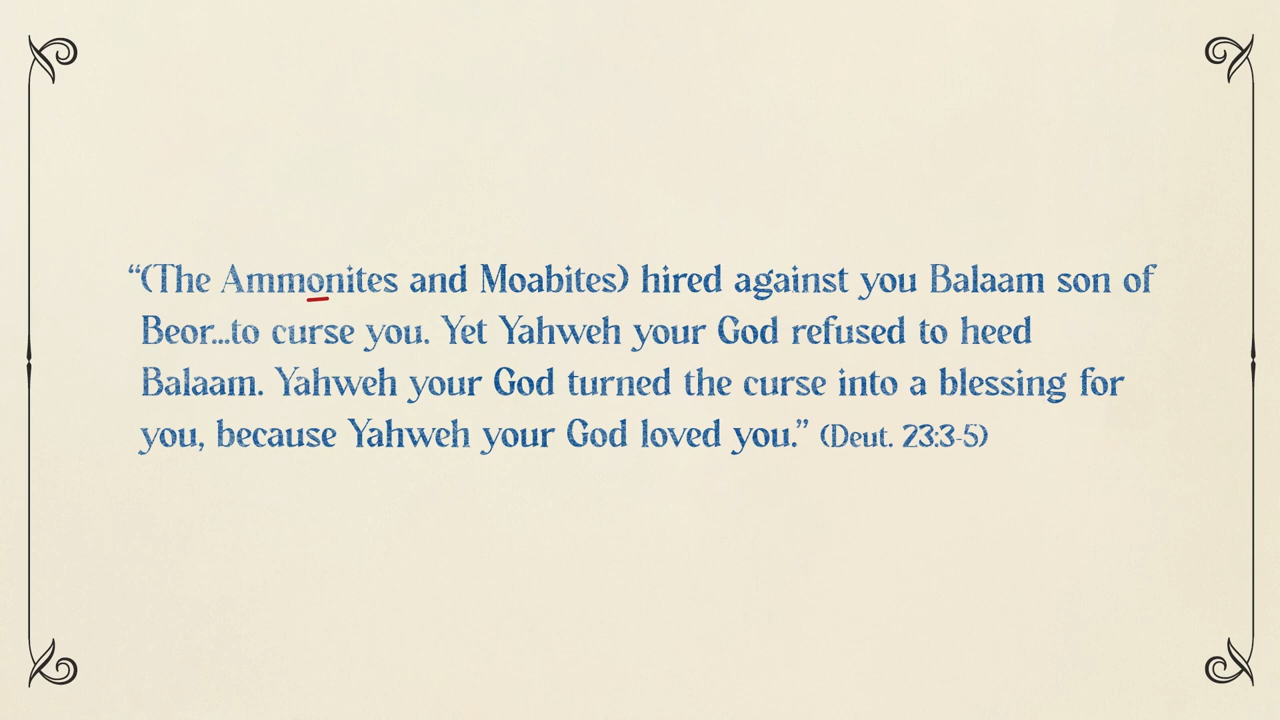 “(The Ammonites and Moabites) hired against you Balaam son of
Beor...to curse you. Yet Yahweh your God refused to heed
Balaam. Yahweh your God turned the curse into a blessing for
you, because Yahweh your God loved you.” (Deut. 23:3-5)